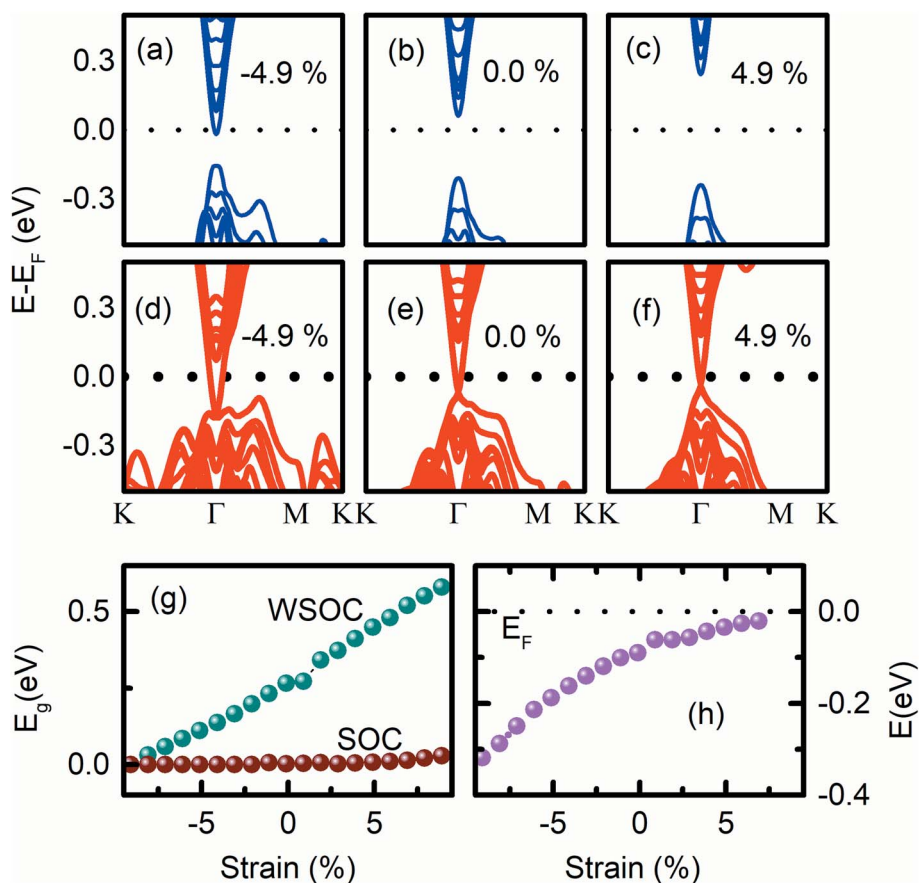 (a) -4.9 %
(b) 0.0 %
(c) 4.9 %
0.3
0.0
-0.3
E-E_F (eV)
(d) -4.9 %
(e) 0.0 %
(f) 4.9 %
0.3
0.0
-0.3
K Γ M K
K Γ M K
K Γ M K
(g)
WSOC
SOC
0.5
0.0
E_g(eV)
-5 0 5
Strain (%)
E_F
(h)
0.0
-0.2
-0.4
E(eV)
-5 0 5
Strain (%)